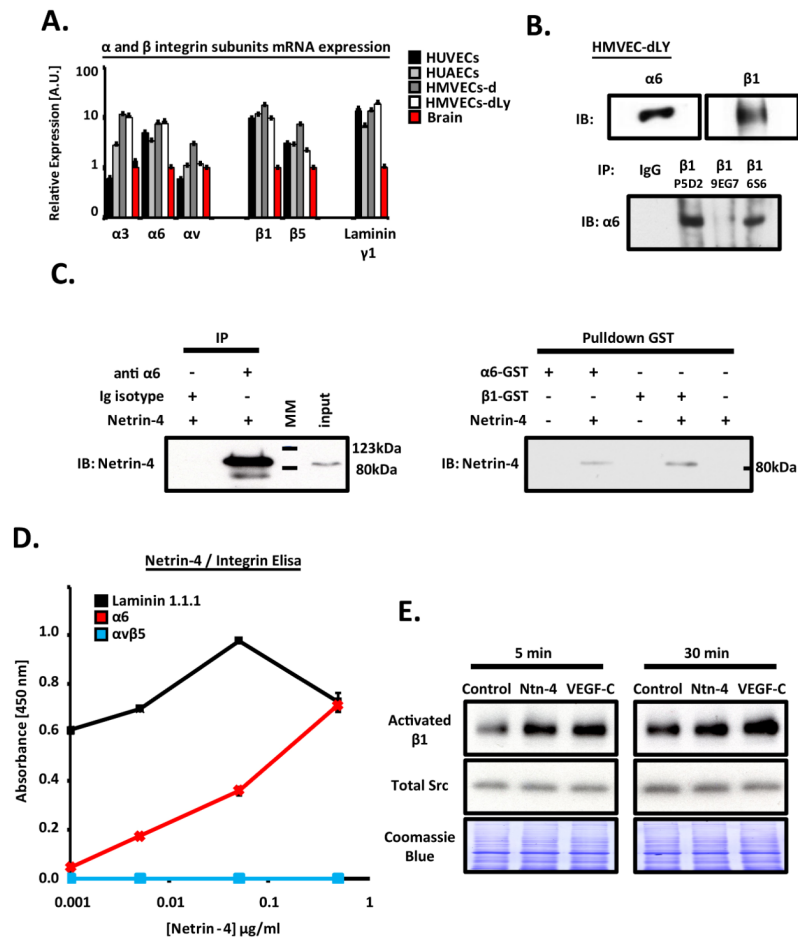 A.
α and β integrin subunits mRNA expression
Relative Expression [A.U.]
100
10
1
0
α3 α6 αv β1 β5 Laminin γ1
HUVECs
HUAECs
HMVECs-d
HMVECs-dLy
Brain
B.
HMVEC-dLY
α6 β1
IB:
IP: IgG β1 P5D2 β1 9EG7 β1 6S6
IB: α6
C.
IP
anti α6 - +
Ig isotype + -
Netrin-4 + +
MM
input
IB: Netrin-4
123kDa
80kDa
Pulldown GST
α6-GST + + - - -
β1-GST - - + + -
Netrin-4 - + - + +
IB: Netrin-4
80kDa
D.
Netrin-4 / Integrin Elisa
Laminin 1.1.1
α6
αvβ5
Absorbance [450 nm]
1.0
0.8
0.6
0.4
0.2
0.0
0.001 0.01 0.1 1
[Netrin-4] µg/ml
E.
5 min 30 min
Control Ntn-4 VEGF-C Control Ntn-4 VEGF-C
Activated β1
Total Src
Coomassie Blue